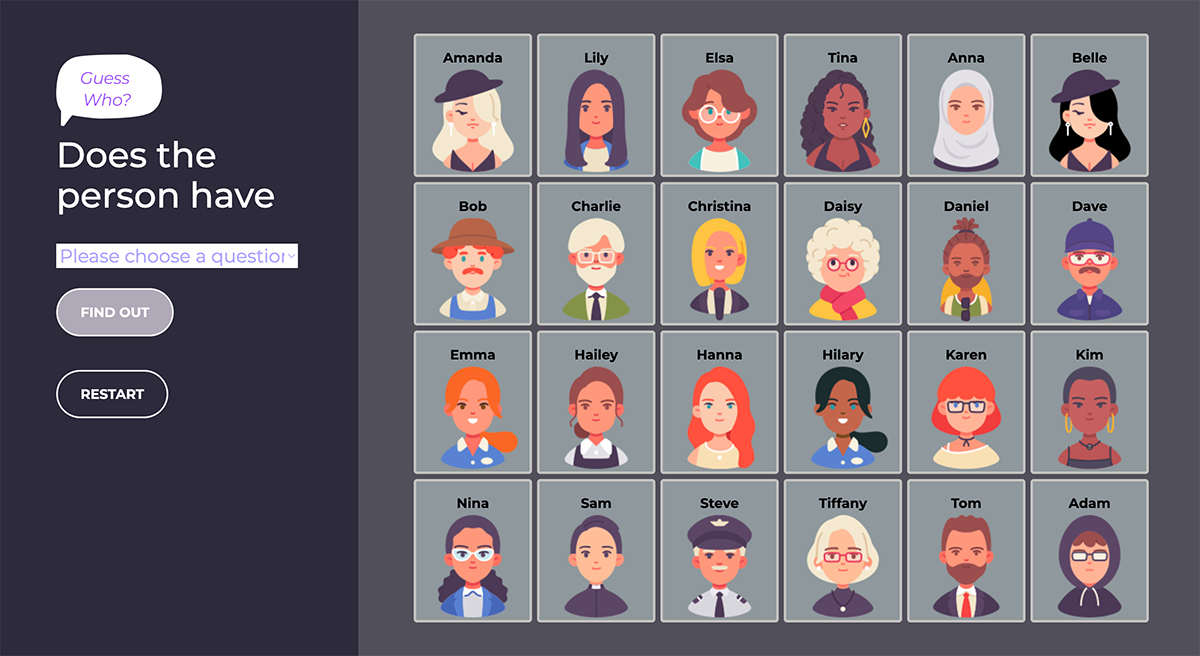 Guess
Who?
Does the
person have
Please choose a question
FIND OUT
RESTART
Amanda
Lily
Elsa
Tina
Anna
Belle
Bob
Charlie
Christina
Daisy
Daniel
Dave
Emma
Hailey
Hanna
Hilary
Karen
Kim
Nina
Sam
Steve
Tiffany
Tom
Adam